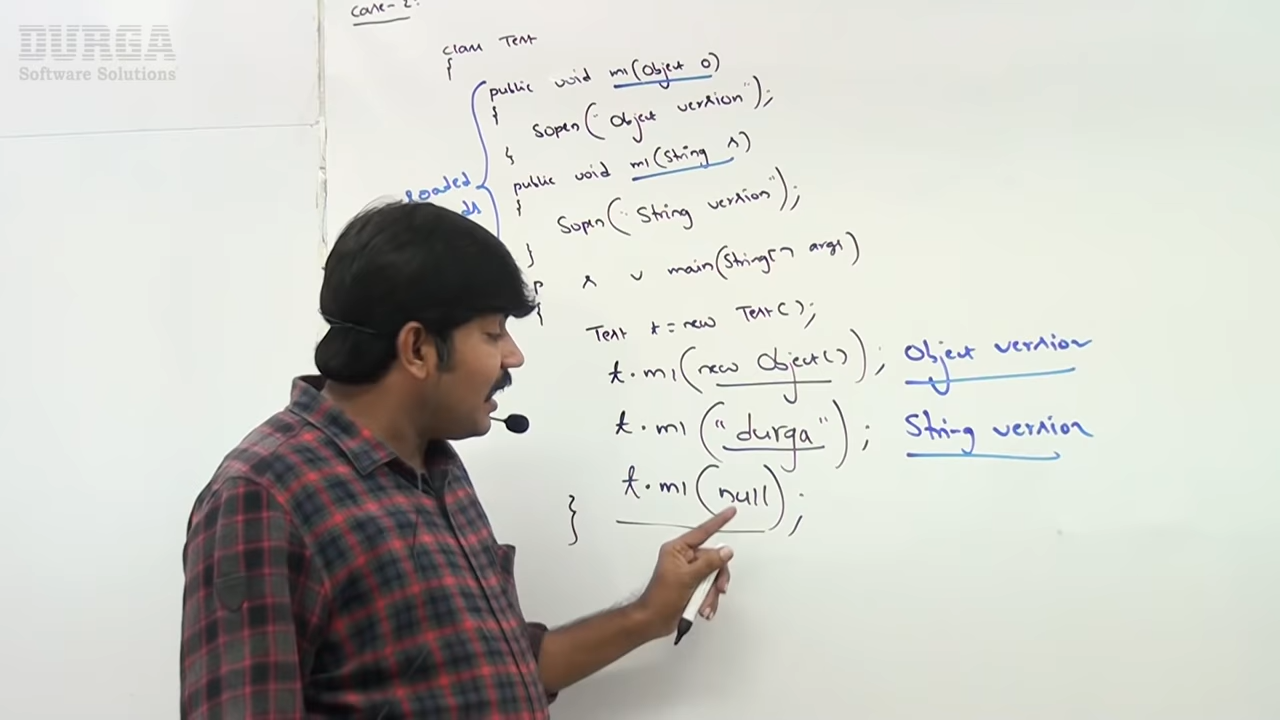 DURGA
Software Solutions
case-2:
class Test
{
public void m1(Object o)
{
Sopln("Object version");
}
public void m1(String s)
{
Sopln("String version");
}
p s v main(String[] args)
{
Test t = new Test();
t.m1(new Object()); Object version
t.m1("durga"); String version
t.m1(null);
}
loaded
ds